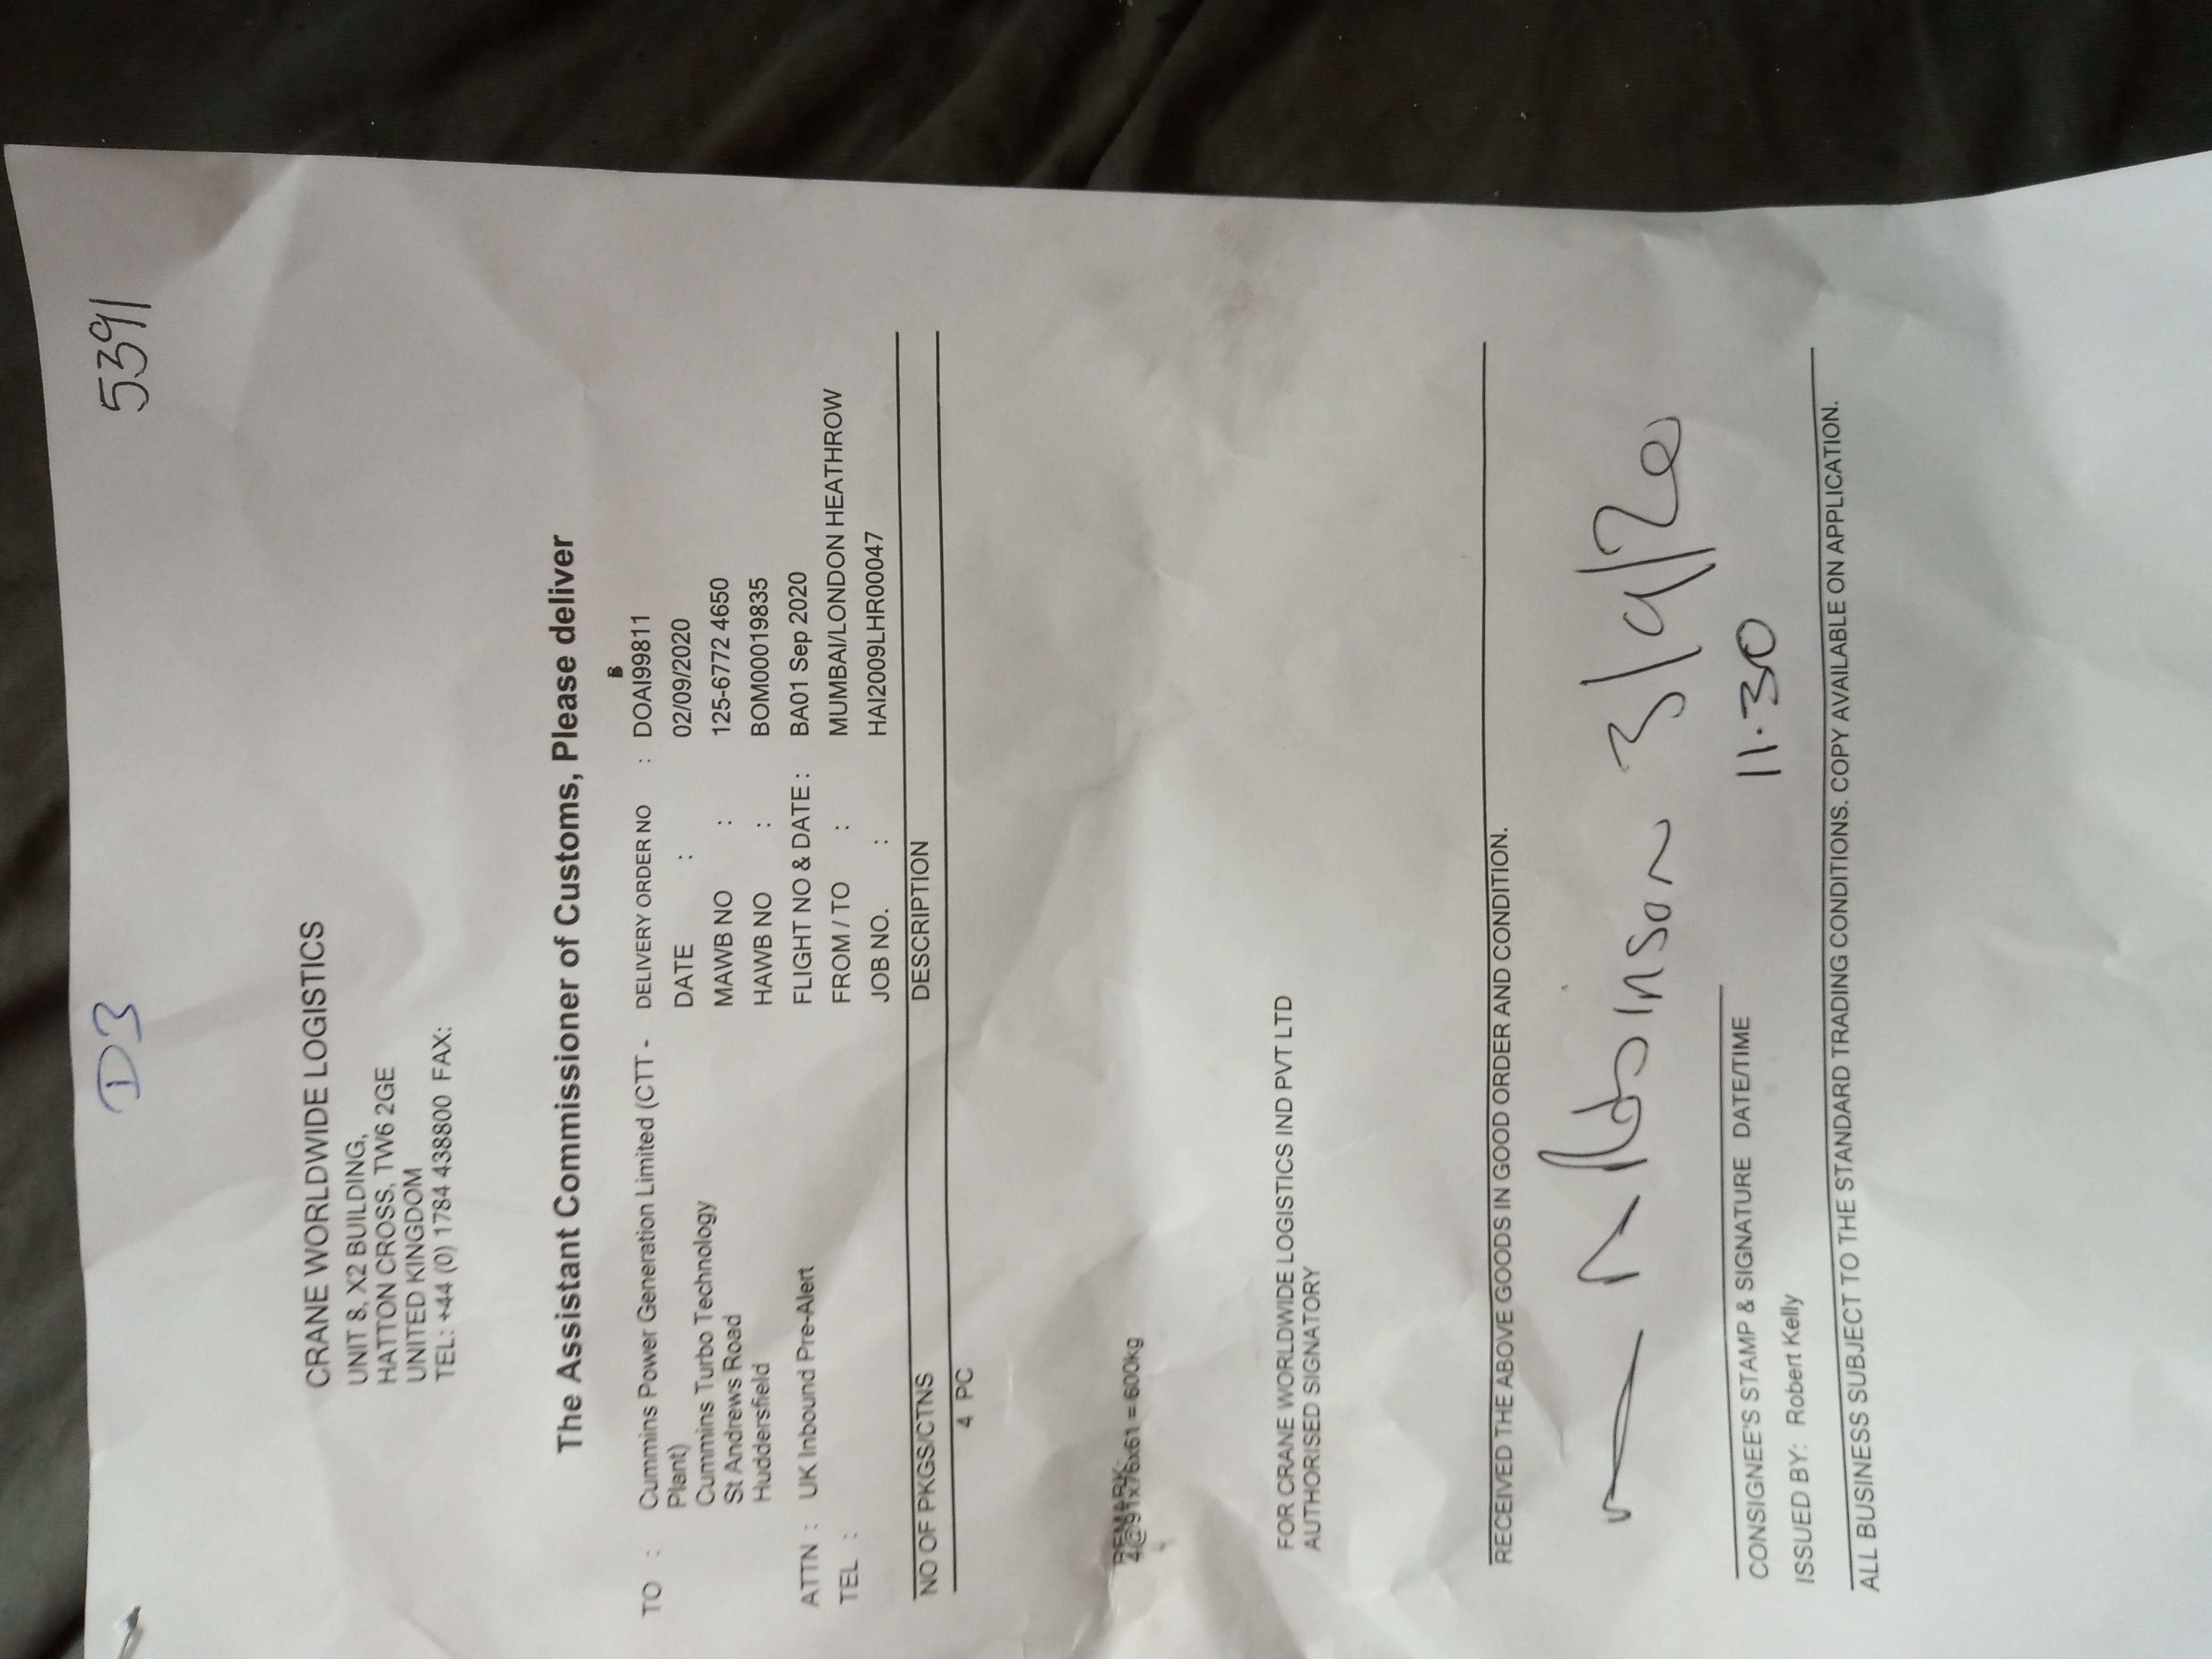 D3
5391
CRANE WORLDWIDE LOGISTICS
UNIT 8, X2 BUILDING,
HATTON CROSS, TW6 2GE
UNITED KINGDOM
TEL: +44 (0) 1784 438800 FAX:
The Assistant Commissioner of Customs, Please deliver
TO : Cummins Power Generation Limited (CTT -
Plant)
Cummins Turbo Technology
St Andrews Road
Huddersfield
ATTN : UK Inbound Pre-Alert
TEL :
DELIVERY ORDER NO : DOAI99811
DATE : 02/09/2020
MAWB NO : 125-6772 4650
HAWB NO : BOM00019835
FLIGHT NO & DATE : BA01 Sep 2020
FROM / TO : MUMBAI/LONDON HEATHROW
JOB NO. : HAI2009LHR00047
NO OF PKGS/CTNS DESCRIPTION
4 PC
REMARK:
4@91x76x61 = 600kg
FOR CRANE WORLDWIDE LOGISTICS IND PVT LTD
AUTHORISED SIGNATORY
RECEIVED THE ABOVE GOODS IN GOOD ORDER AND CONDITION.
Robinson 3/9/20
11.30
CONSIGNEE'S STAMP & SIGNATURE DATE/TIME
ISSUED BY: Robert Kelly
ALL BUSINESS SUBJECT TO THE STANDARD TRADING CONDITIONS. COPY AVAILABLE ON APPLICATION.